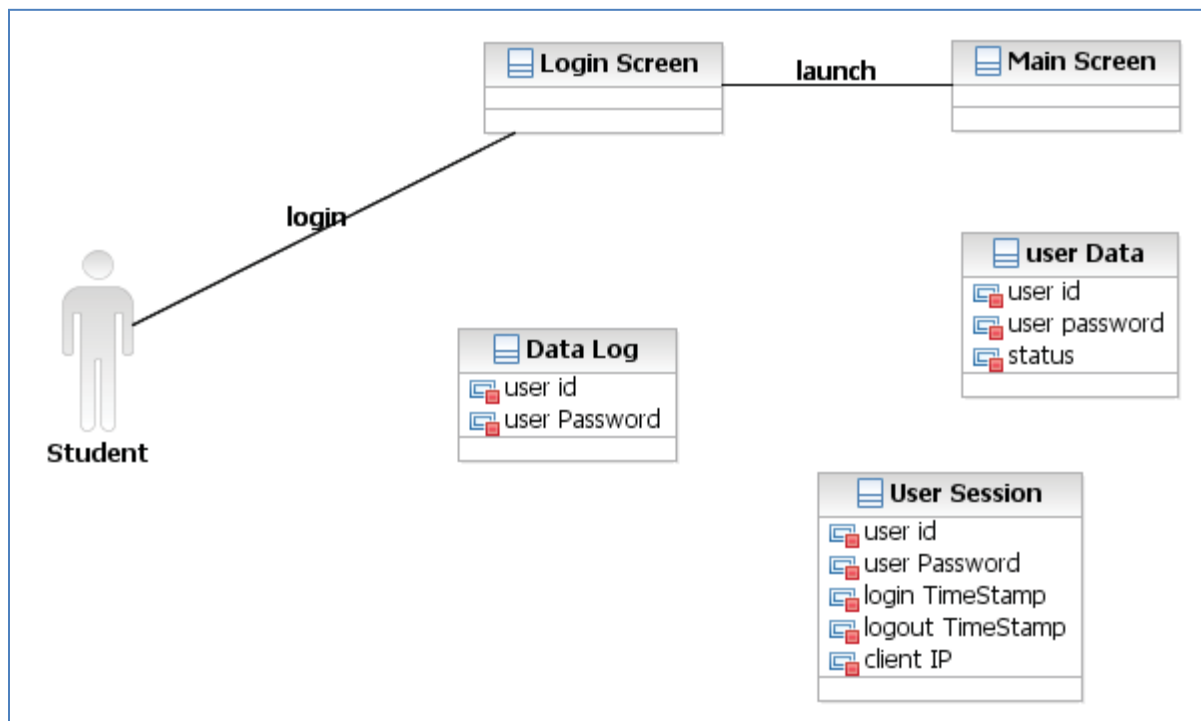 Login Screen
launch
Main Screen
login
Student
Data Log
user id
user Password
user Data
user id
user password
status
User Session
user id
user Password
login TimeStamp
logout TimeStamp
client IP